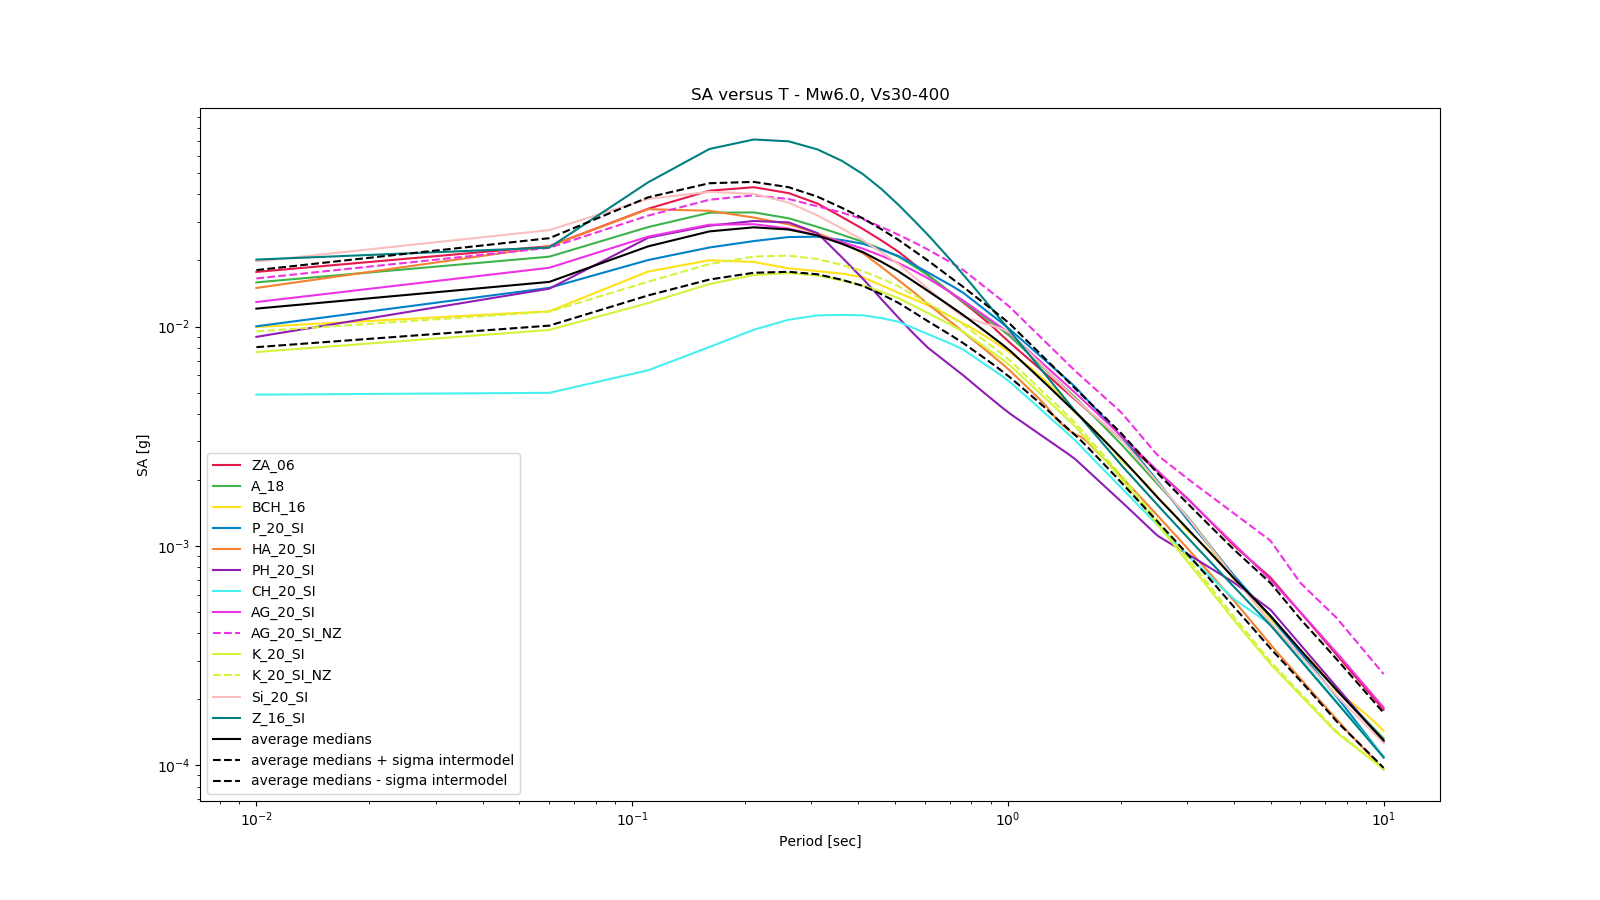 SA versus T - Mw6.0, Vs30-400
SA [g]
10⁻²
10⁻³
10⁻⁴
ZA_06
A_18
BCH_16
P_20_SI
HA_20_SI
PH_20_SI
CH_20_SI
AG_20_SI
AG_20_SI_NZ
K_20_SI
K_20_SI_NZ
Si_20_SI
Z_16_SI
average medians
average medians + sigma intermodel
average medians - sigma intermodel
10⁻² 10⁻¹ 10⁰ 10¹
Period [sec]